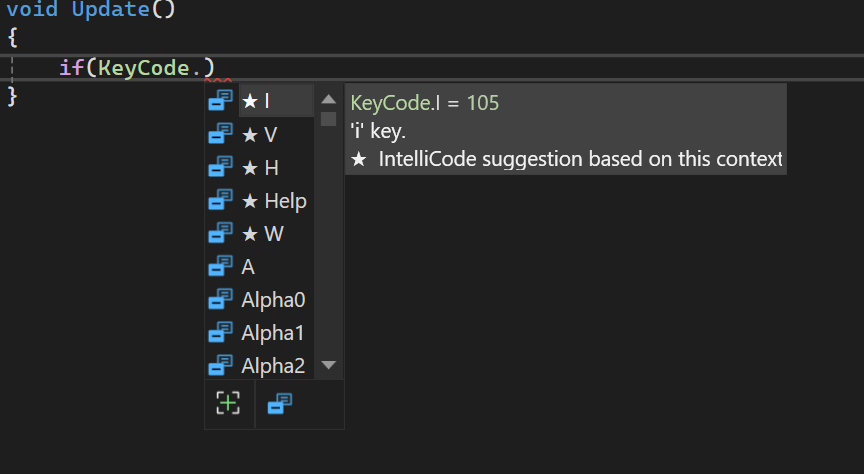 void Update()
{
if(KeyCode.)
}
★ I
★ V
★ H
★ Help
★ W
A
Alpha0
Alpha1
Alpha2
KeyCode.I = 105
'i' key.
★ IntelliCode suggestion based on this context